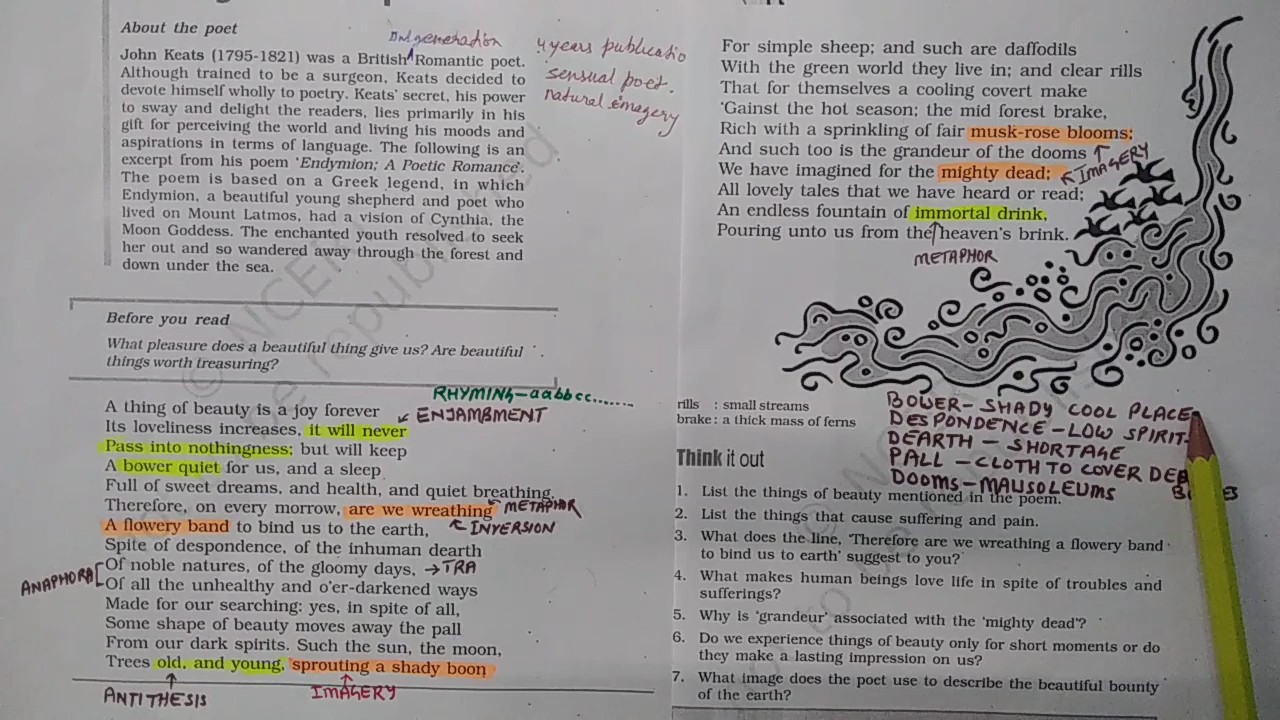 About the poet
2nd generation
John Keats (1795-1821) was a British Romantic poet.
Although trained to be a surgeon, Keats decided to
devote himself wholly to poetry. Keats' secret, his power
to sway and delight the readers, lies primarily in his
gift for perceiving the world and living his moods and
aspirations in terms of language. The following is an
excerpt from his poem 'Endymion; A Poetic Romance'.
The poem is based on a Greek legend, in which
Endymion, a beautiful young shepherd and poet who
lived on Mount Latmos, had a vision of Cynthia, the
Moon Goddess. The enchanted youth resolved to seek
her out and so wandered away through the forest and
down under the sea.
4 years publicatio
sensual poet.
natural imagery
Before you read
What pleasure does a beautiful thing give us? Are beautiful
things worth treasuring?
RHYMING-aabbcc.......
A thing of beauty is a joy forever
ENJAMBMENT
Its loveliness increases, it will never
Pass into nothingness; but will keep
A bower quiet for us, and a sleep
Full of sweet dreams, and health, and quiet breathing.
Therefore, on every morrow, are we wreathing
METAPHOR
A flowery band to bind us to the earth,
INVERSION
Spite of despondence, of the inhuman dearth
Of noble natures, of the gloomy days, → TRA
ANAPHORA
Of all the unhealthy and o'er-darkened ways
Made for our searching: yes, in spite of all,
Some shape of beauty moves away the pall
From our dark spirits. Such the sun, the moon,
Trees old, and young, sprouting a shady boon
ANTITHESIS
IMAGERY
For simple sheep; and such are daffodils
With the green world they live in; and clear rills
That for themselves a cooling covert make
'Gainst the hot season; the mid forest brake,
Rich with a sprinkling of fair musk-rose blooms;
And such too is the grandeur of the dooms
IMAGERY
We have imagined for the mighty dead;
All lovely tales that we have heard or read;
An endless fountain of immortal drink,
Pouring unto us from the heaven's brink.
METAPHOR
rills : small streams
brake : a thick mass of ferns
BOWER- SHADY COOL PLACE
DESPONDENCE-LOW SPIRIT-
DEARTH - SHORTAGE
PALL - CLOTH TO COVER DEA
DOOMS-MAUSOLEUMS
Think it out
1. List the things of beauty mentioned in the poem.
2. List the things that cause suffering and pain.
3. What does the line, 'Therefore are we wreathing a flowery band
to bind us to earth' suggest to you?
4. What makes human beings love life in spite of troubles and
sufferings?
5. Why is 'grandeur' associated with the 'mighty dead'?
6. Do we experience things of beauty only for short moments or do
they make a lasting impression on us?
7. What image does the poet use to describe the beautiful bounty
of the earth?